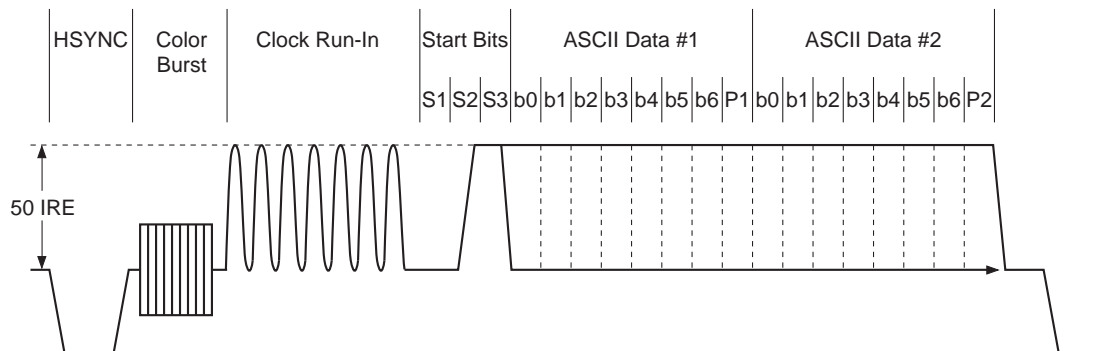 HSYNC Color Burst Clock Run-In Start Bits ASCII Data #1 ASCII Data #2
S1 S2 S3 b0 b1 b2 b3 b4 b5 b6 P1 b0 b1 b2 b3 b4 b5 b6 P2
50 IRE